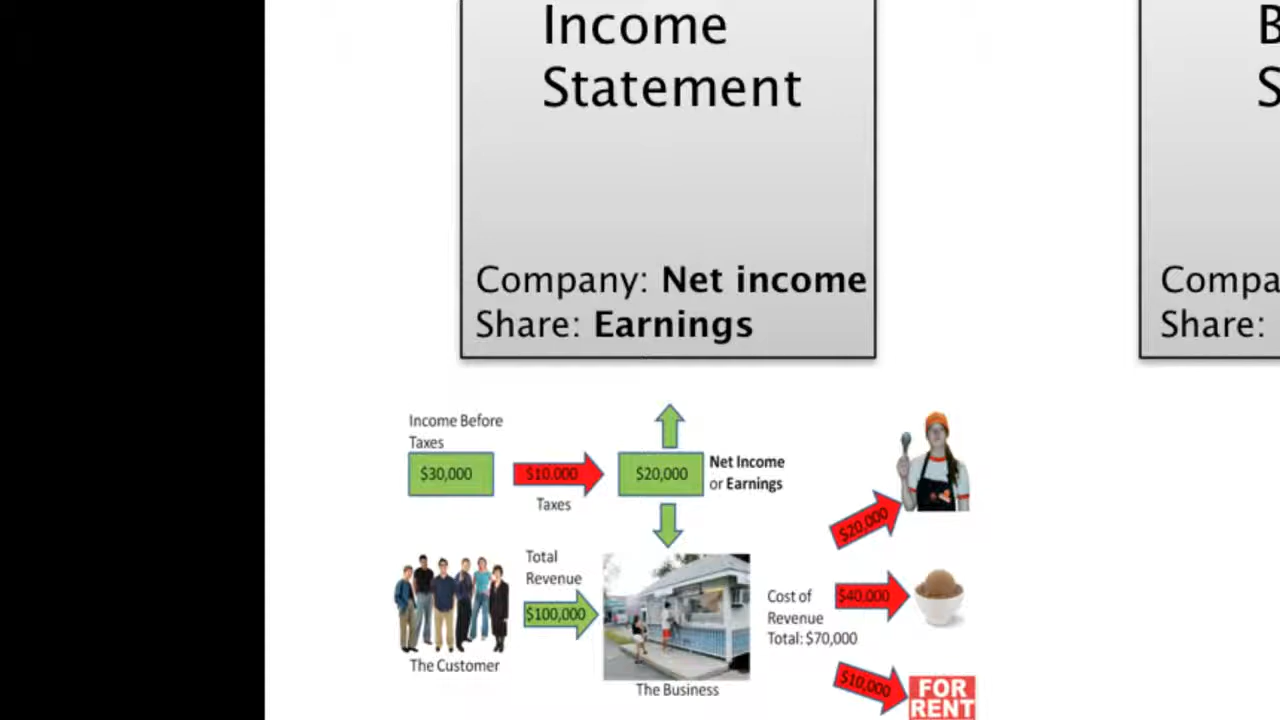 Income
Statement
B
S
Company: Net income
Share: Earnings
Compa
Share:
Income Before
Taxes
$30,000
$10.000
Taxes
$20,000
Net Income
or Earnings
$20,000
Total
Revenue
$100,000
The Customer
The Business
Cost of
Revenue
Total: $70,000
$40,000
$10,000
FOR
RENT